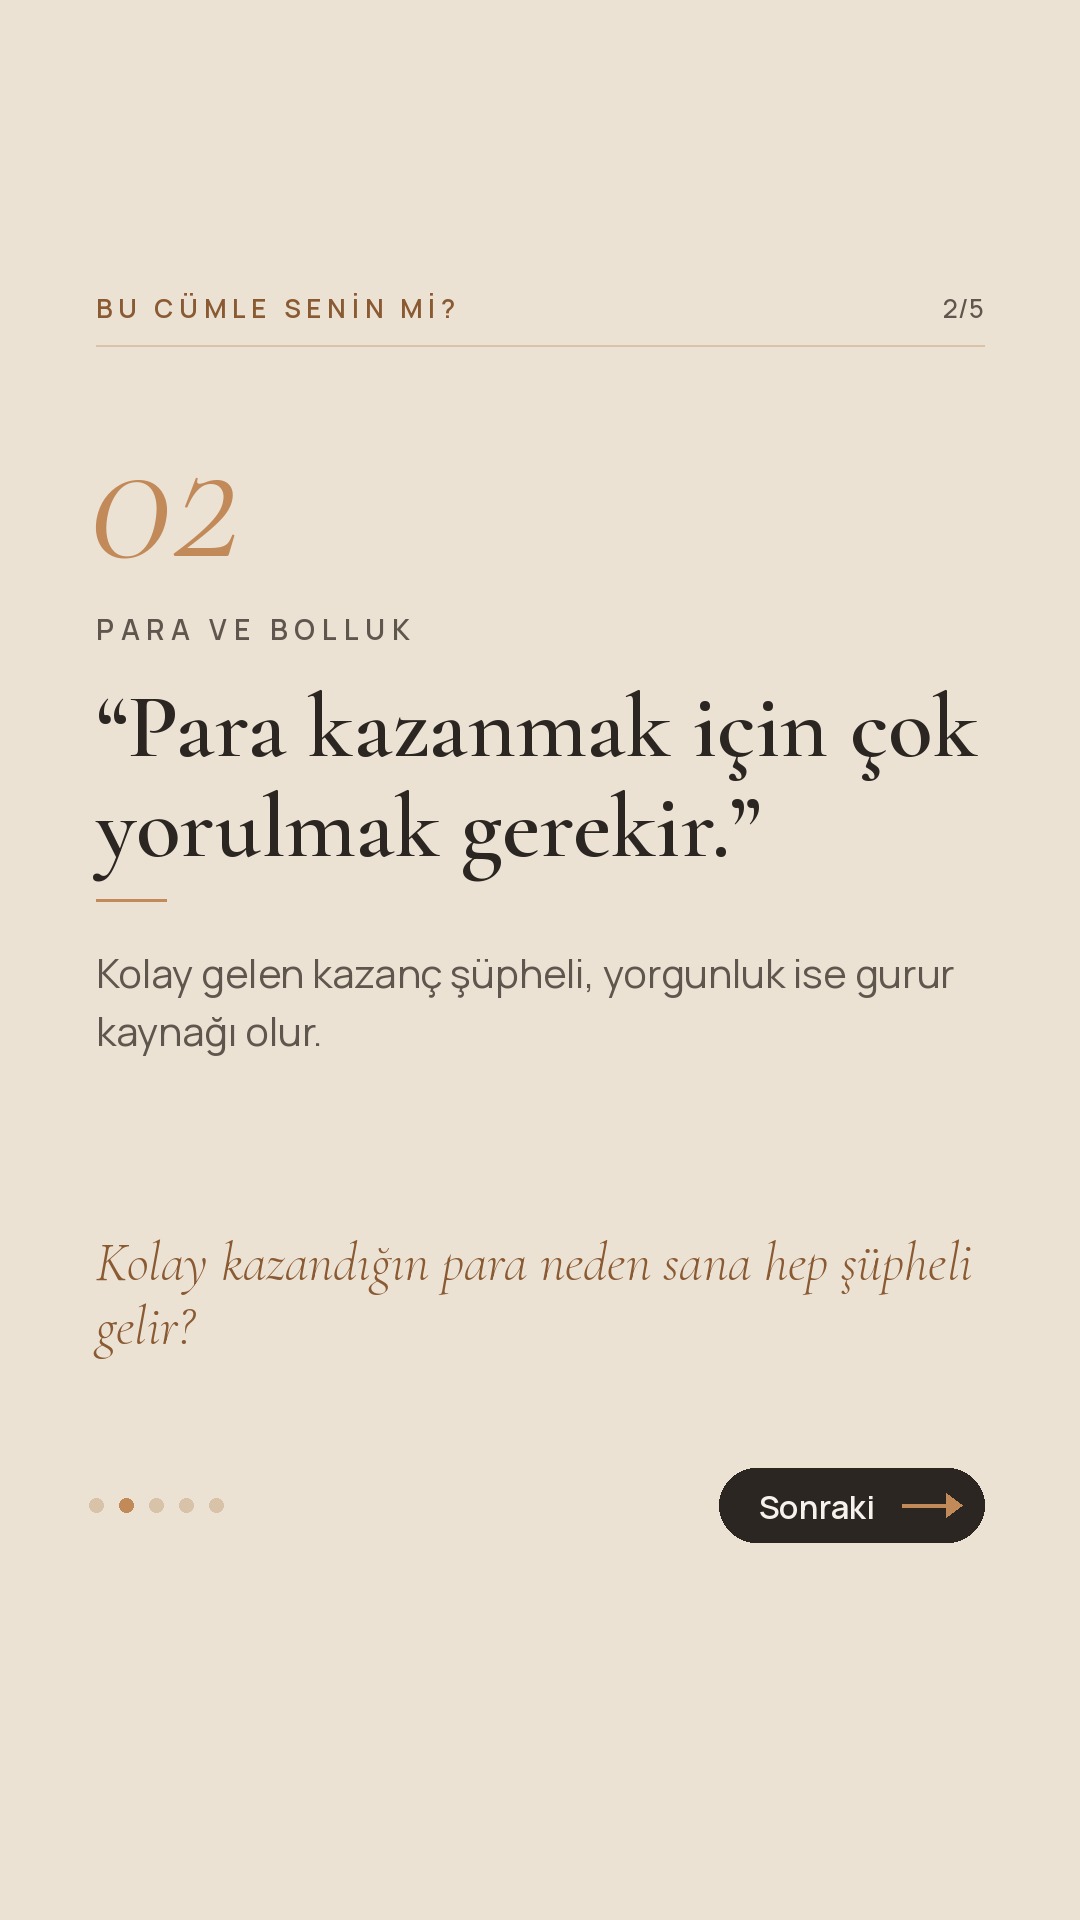 BU CÜMLE SENİN Mİ?
2/5
02
PARA VE BOLLUK
“Para kazanmak için çok
yorulmak gerekir.”
Kolay gelen kazanç şüpheli, yorgunluk ise gurur
kaynağı olur.
Kolay kazandığın para neden sana hep şüpheli
gelir?
Sonraki